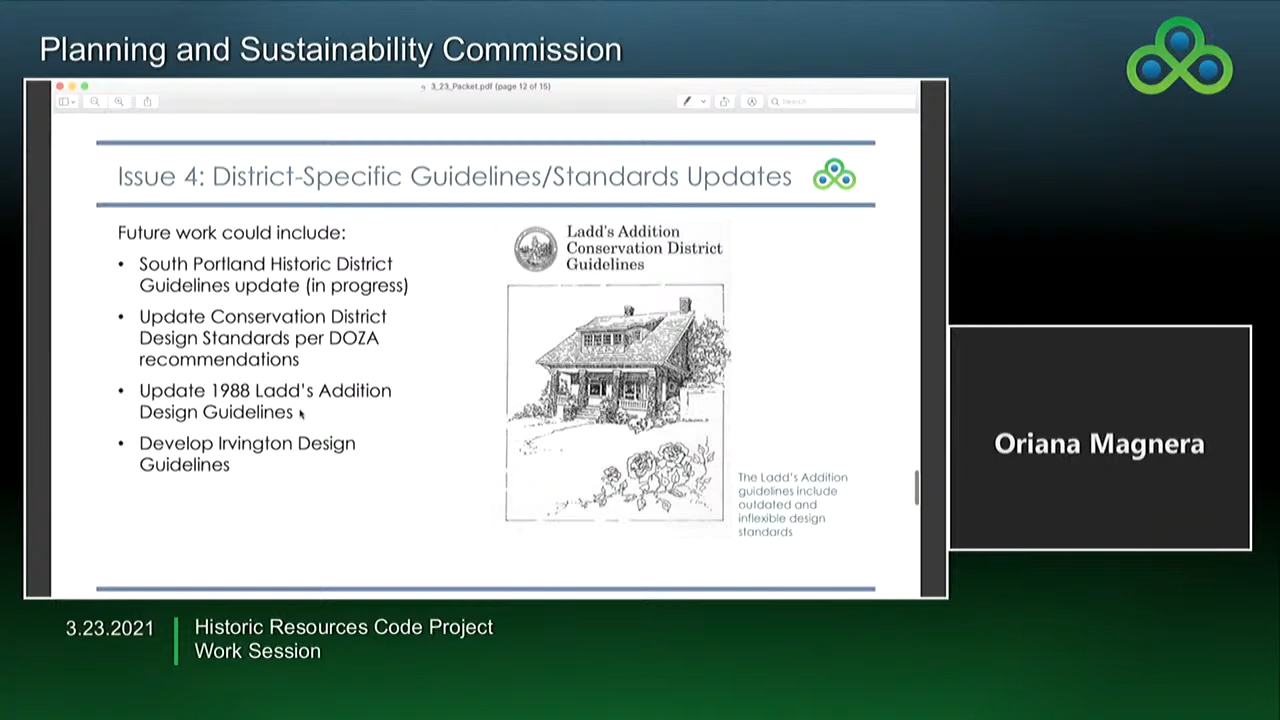 Planning and Sustainability Commission
3_23_Packet.pdf (page 12 of 15)
Search
Issue 4: District-Specific Guidelines/Standards Updates
Future work could include:
• South Portland Historic District
Guidelines update (in progress)
• Update Conservation District
Design Standards per DOZA
recommendations
• Update 1988 Ladd's Addition
Design Guidelines
• Develop Irvington Design
Guidelines
Ladd's Addition
Conservation District
Guidelines
The Ladd's Addition
guidelines include
outdated and
inflexible design
standards
Oriana Magnera
3.23.2021
Historic Resources Code Project
Work Session